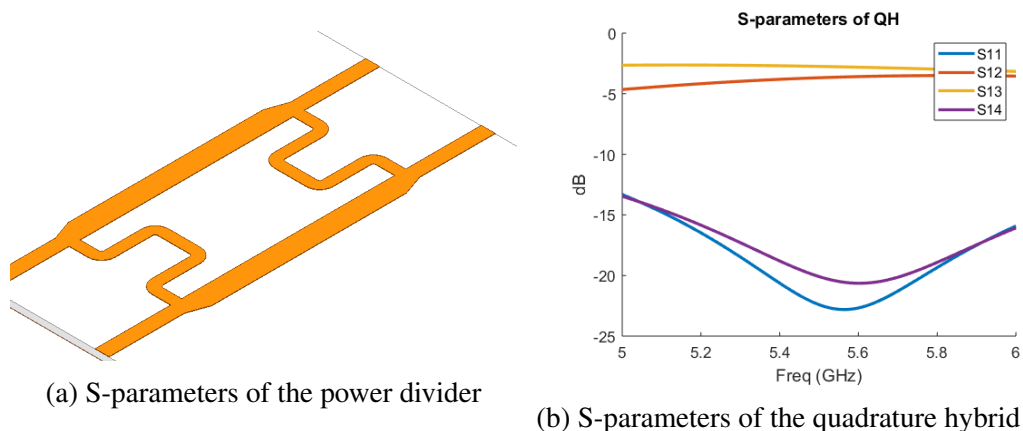 S-parameters of QH
0
-5
-10
-15
-20
-25
dB
S11
S12
S13
S14
5
5.2
5.4
5.6
5.8
6
Freq (GHz)
(a) S-parameters of the power divider
(b) S-parameters of the quadrature hybrid